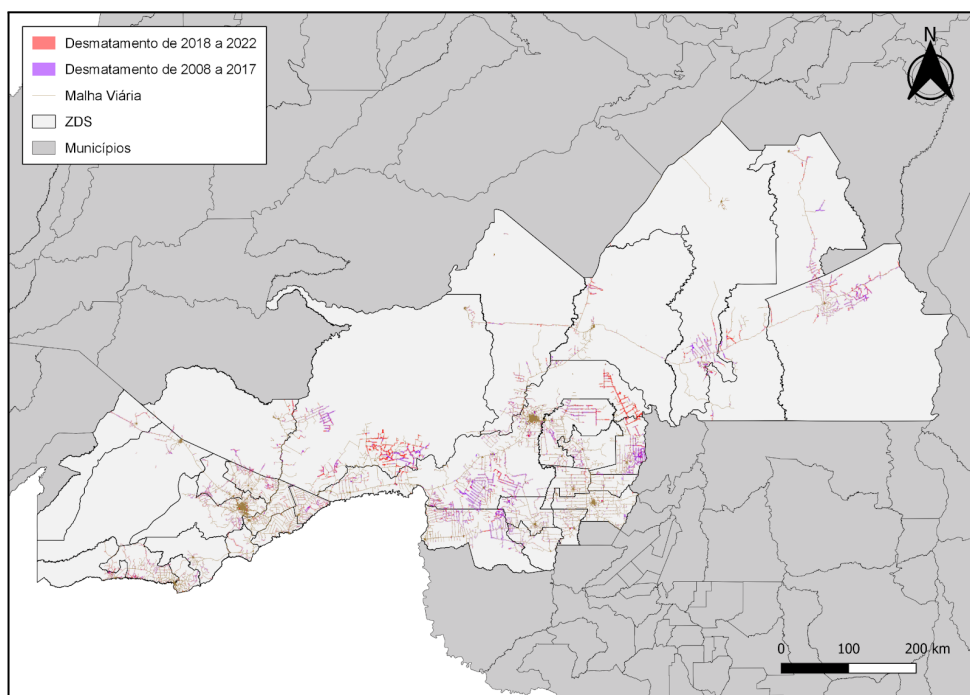 Desmatamento de 2018 a 2022
Desmatamento de 2008 a 2017
Malha Viária
ZDS
Municípios
N
0 100 200 km